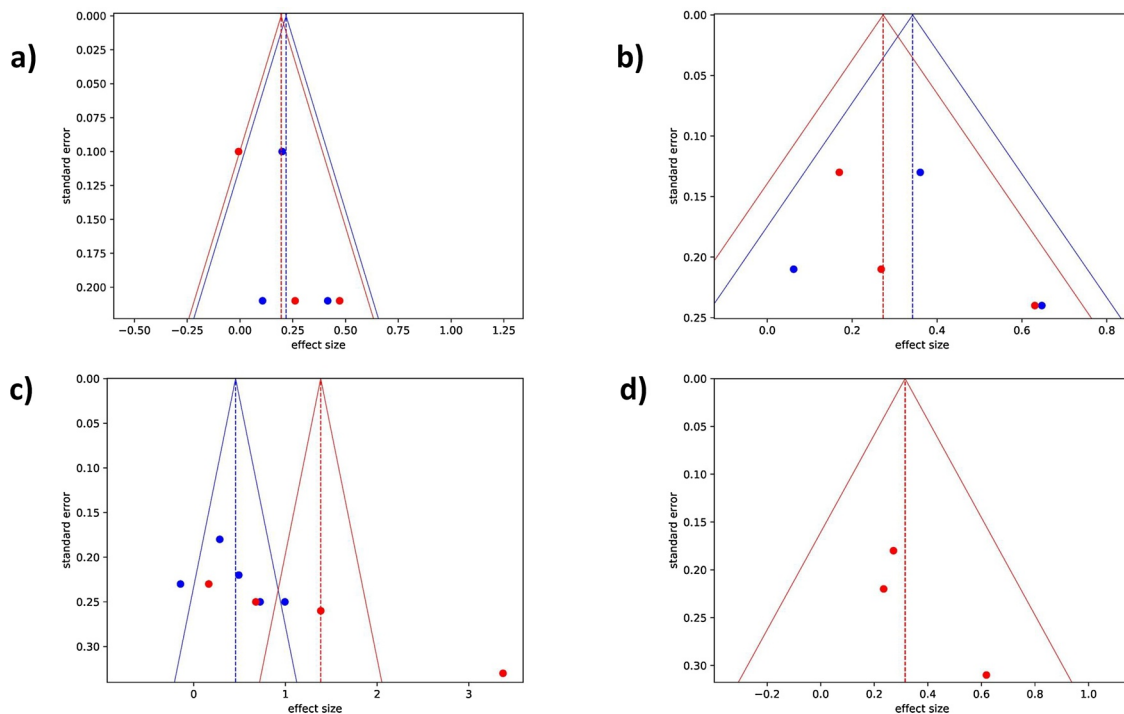 a)
0.000
0.025
0.050
0.075
0.100
0.125
0.150
0.175
0.200
standard error
−0.50 −0.25 0.00 0.25 0.50 0.75 1.00 1.25
effect size
b)
0.00
0.05
0.10
0.15
0.20
0.25
standard error
0.0 0.2 0.4 0.6 0.8
effect size
c)
0.00
0.05
0.10
0.15
0.20
0.25
0.30
standard error
0 1 2 3
effect size
d)
0.00
0.05
0.10
0.15
0.20
0.25
0.30
standard error
−0.2 0.0 0.2 0.4 0.6 0.8 1.0
effect size